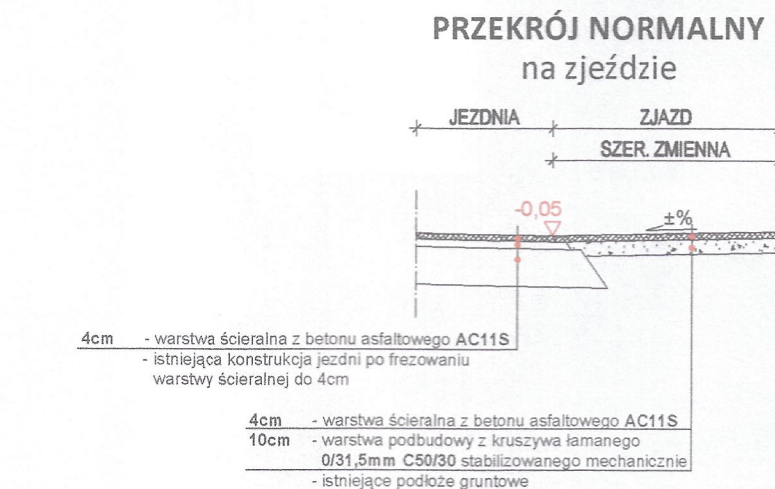 PRZEKRÓJ NORMALNY
na zjeździe
JEZDNIA ZJAZD
SZER. ZMIENNA
-0,05
±%
4cm - warstwa ścieralna z betonu asfaltowego AC11S
- istniejąca konstrukcja jezdni po frezowaniu
warstwy ścieralnej do 4cm
4cm - warstwa ścieralna z betonu asfaltowego AC11S
10cm - warstwa podbudowy z kruszywa łamanego
0/31,5mm C50/30 stabilizowanego mechanicznie
- istniejące podłoże gruntowe